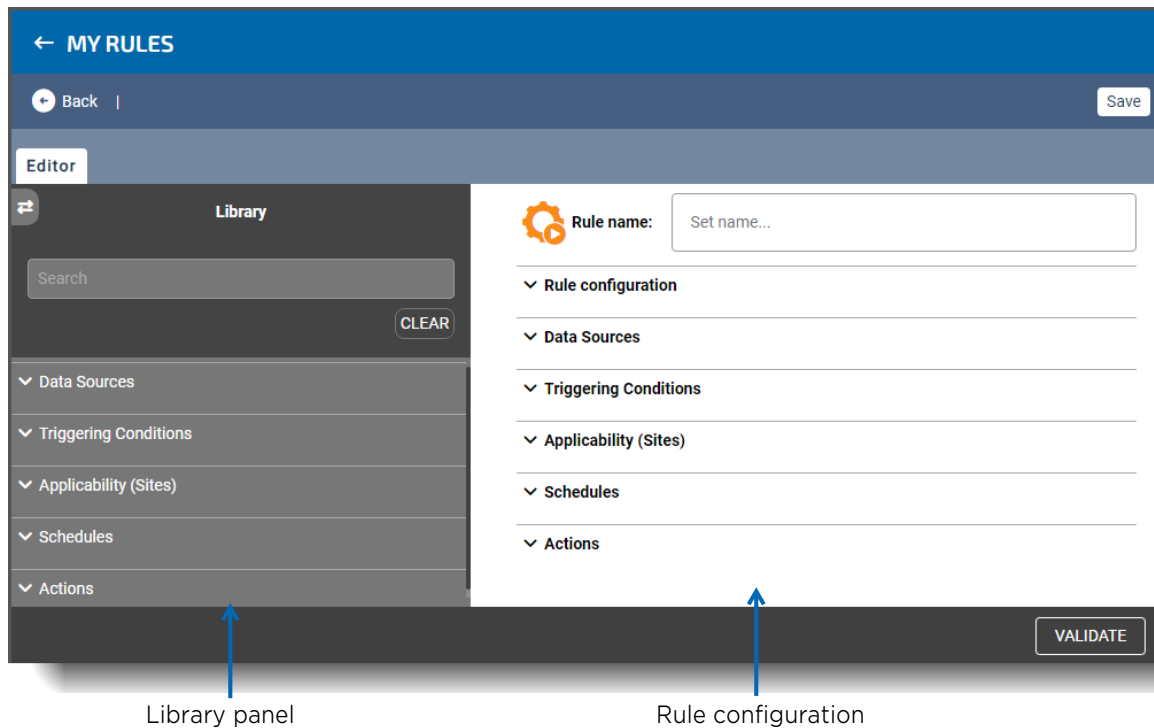 MY RULES
Back |
Save
Editor
Library
Search
CLEAR
Data Sources
Triggering Conditions
Applicability (Sites)
Schedules
Actions
Rule name: Set name...
Rule configuration
Data Sources
Triggering Conditions
Applicability (Sites)
Schedules
Actions
VALIDATE
Library panel
Rule configuration